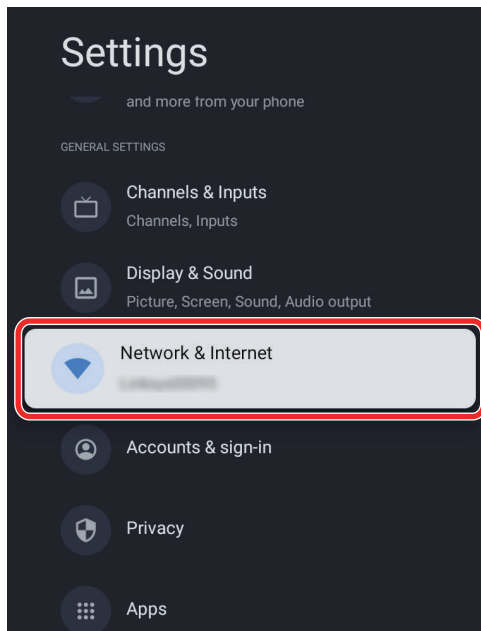 Settings
and more from your phone
GENERAL SETTINGS
Channels & Inputs
Channels, Inputs
Display & Sound
Picture, Screen, Sound, Audio output
Network & Internet
Accounts & sign-in
Privacy
Apps